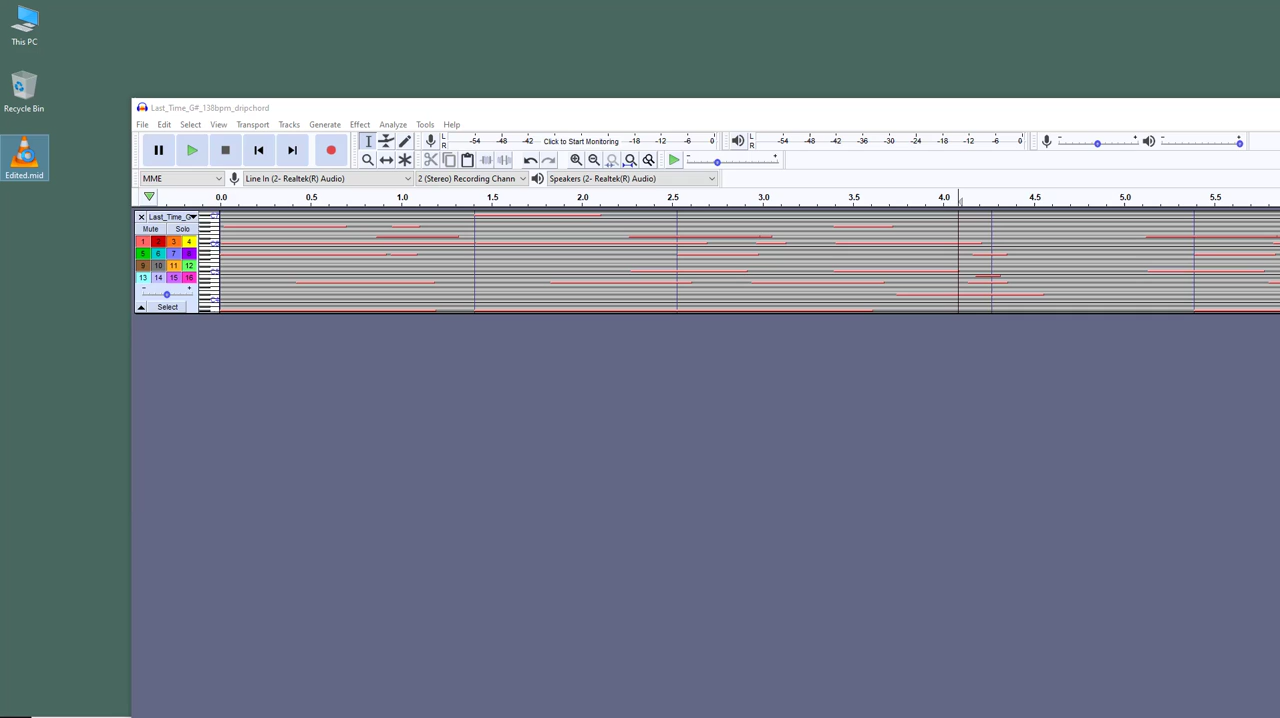 This PC
Recycle Bin
Edited.mid
Last_Time_G#_138bpm_dripchord
File Edit Select View Transport Tracks Generate Effect Analyze Tools Help
L R -54 -48 -42 Click to Start Monitoring -18 -12 -6 0
L R -54 -48 -42 -36 -30 -24 -18 -12 -6 0
MME Line In (2- Realtek(R) Audio) 2 (Stereo) Recording Chann Speakers (2- Realtek(R) Audio)
0.0 0.5 1.0 1.5 2.0 2.5 3.0 3.5 4.0 4.5 5.0 5.5
Last_Time_G
Mute Solo
1 2 3 4
5 6 7 8
9 10 11 12
13 14 15 16
- +
Select